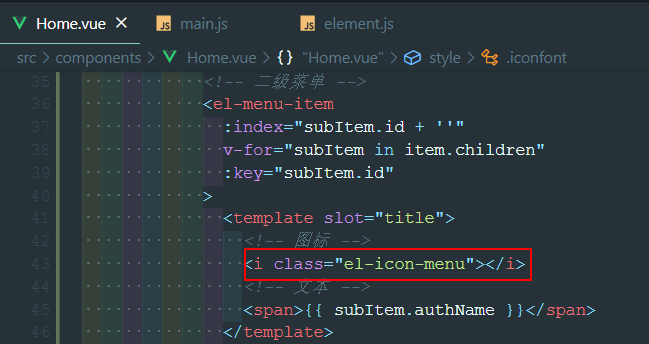 Home.vue × JS main.js JS element.js
src > components > Home.vue > {} "Home.vue" > style > .iconfont
35 <!-- 二级菜单 -->
36 <el-menu-item
37 :index="subItem.id + ''"
38 v-for="subItem in item.children"
39 :key="subItem.id"
40 >
41 <template slot="title">
42 <!-- 图标 -->
43 <i class="el-icon-menu"></i>
44 <!-- 文本 -->
45 <span>{{ subItem.authName }}</span>
46 </template>